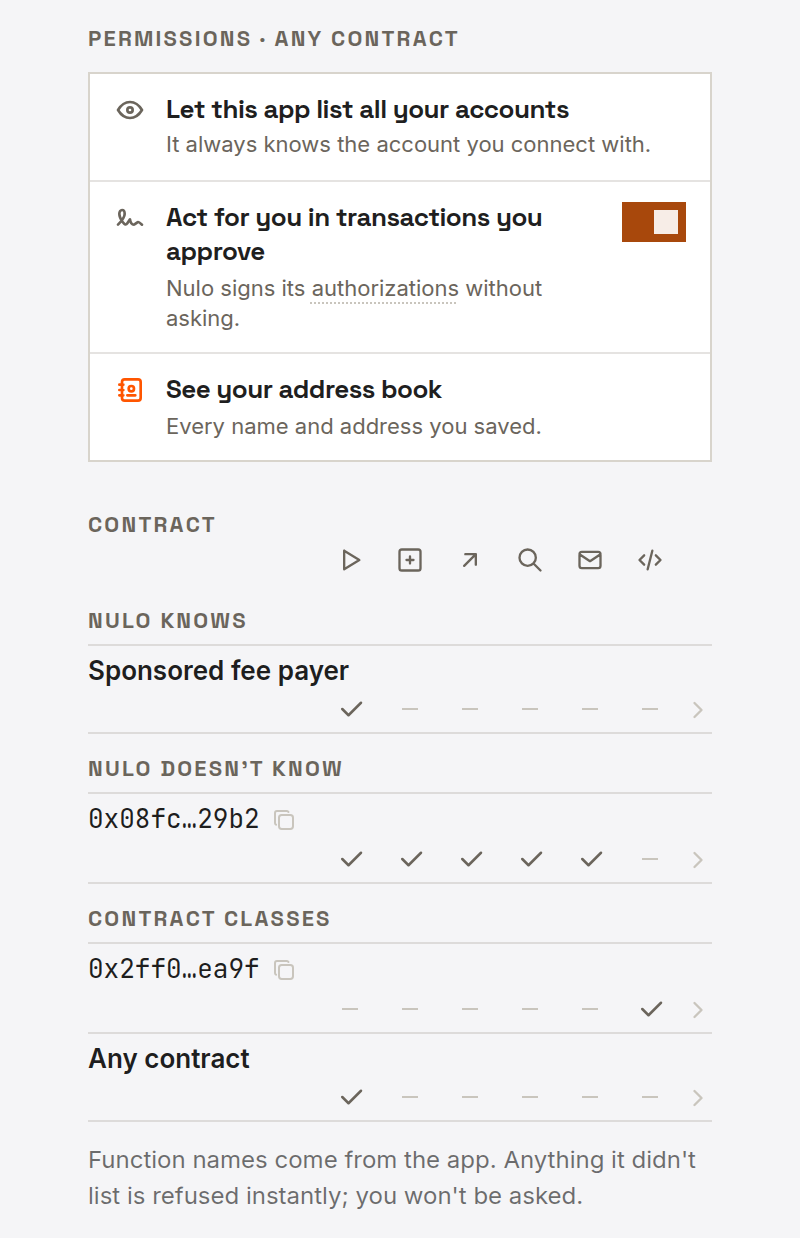 PERMISSIONS · ANY CONTRACT
Let this app list all your accounts
It always knows the account you connect with.
Act for you in transactions you
approve
Nulo signs its authorizations without
asking.
See your address book
Every name and address you saved.
CONTRACT
NULO KNOWS
Sponsored fee payer
NULO DOESN’T KNOW
0x08fc…29b2
CONTRACT CLASSES
0x2ff0…ea9f
Any contract
Function names come from the app. Anything it didn't
list is refused instantly; you won't be asked.